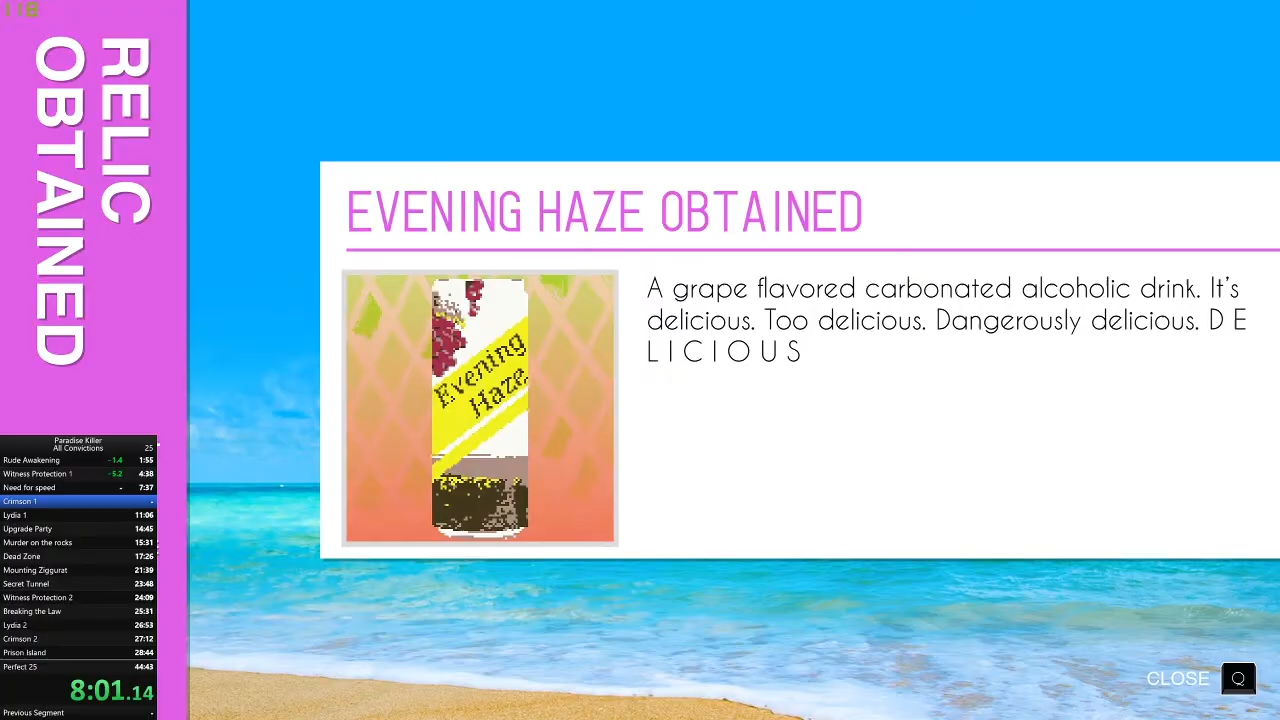 118
RELIC
OBTAINED
EVENING HAZE OBTAINED
Evening
Haze
A grape flavored carbonated alcoholic drink. It's
delicious. Too delicious. Dangerously delicious. D E
L I C I O U S
Paradise Killer
All Convictions 25
Rude Awakening -1.4 1:55
Witness Protection 1 -5.2 4:38
Need for speed - 7:37
Crimson 1 -
Lydia 1 11:06
Upgrade Party 14:45
Murder on the rocks 15:31
Dead Zone 17:26
Mounting Ziggurat 21:39
Secret Tunnel 23:48
Witness Protection 2 24:09
Breaking the Law 25:31
Lydia 2 26:53
Crimson 2 27:12
Prison Island 28:44
Perfect 25 44:43
8:01.14
Previous Segment -
CLOSE Q